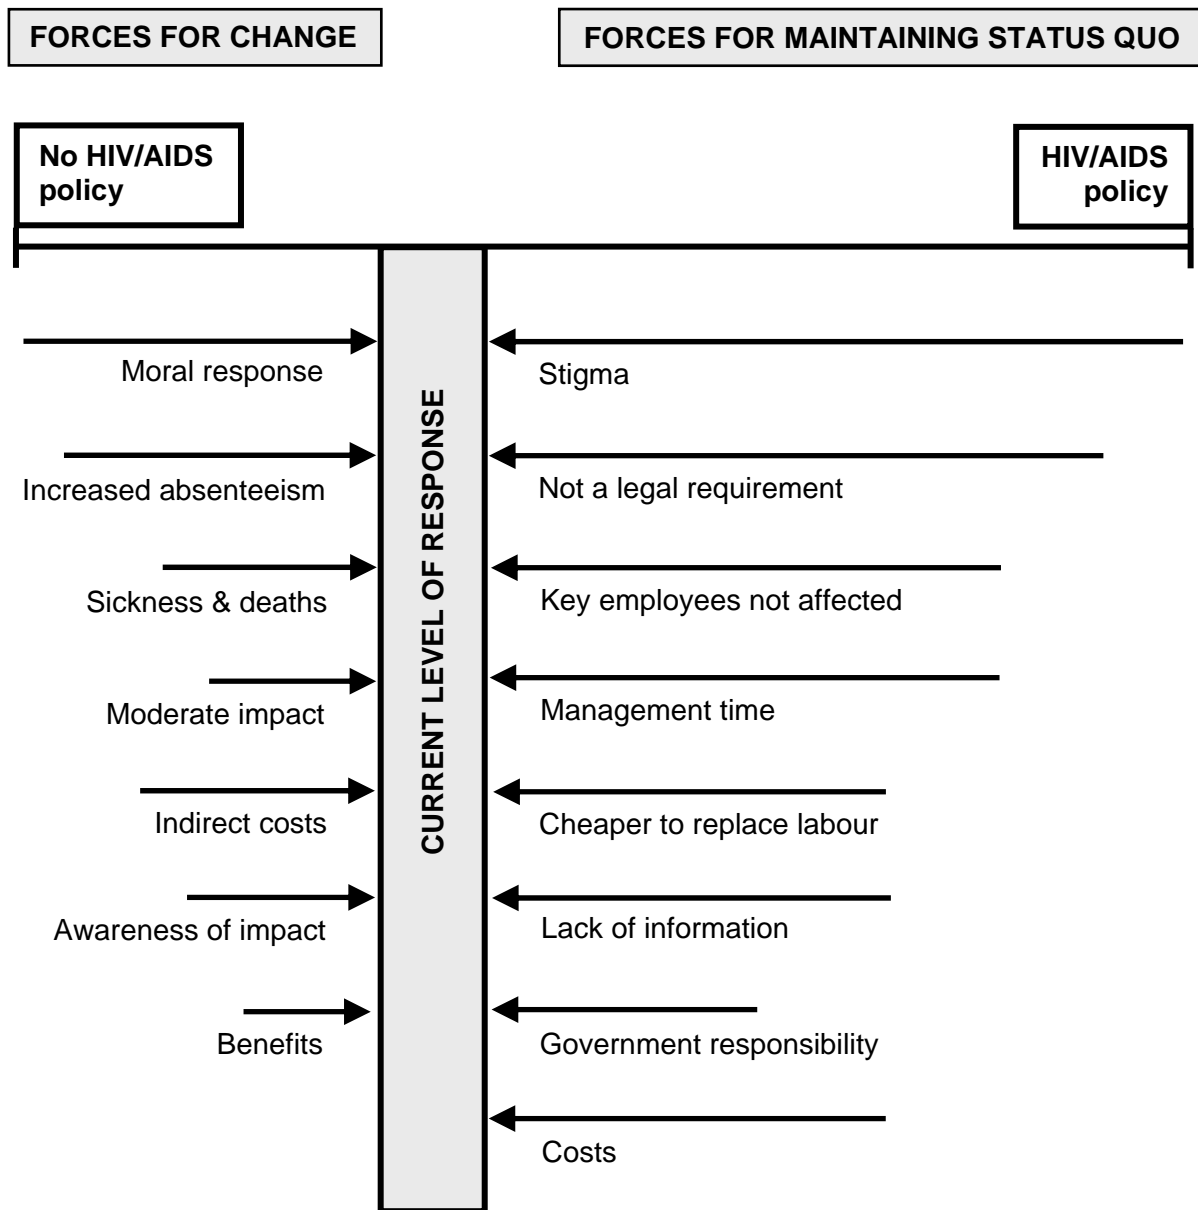 FORCES FOR CHANGE
FORCES FOR MAINTAINING STATUS QUO
No HIV/AIDS
policy
HIV/AIDS
policy
CURRENT LEVEL OF RESPONSE
Moral response
Stigma
Increased absenteeism
Not a legal requirement
Sickness & deaths
Key employees not affected
Moderate impact
Management time
Indirect costs
Cheaper to replace labour
Awareness of impact
Lack of information
Benefits
Government responsibility
Costs